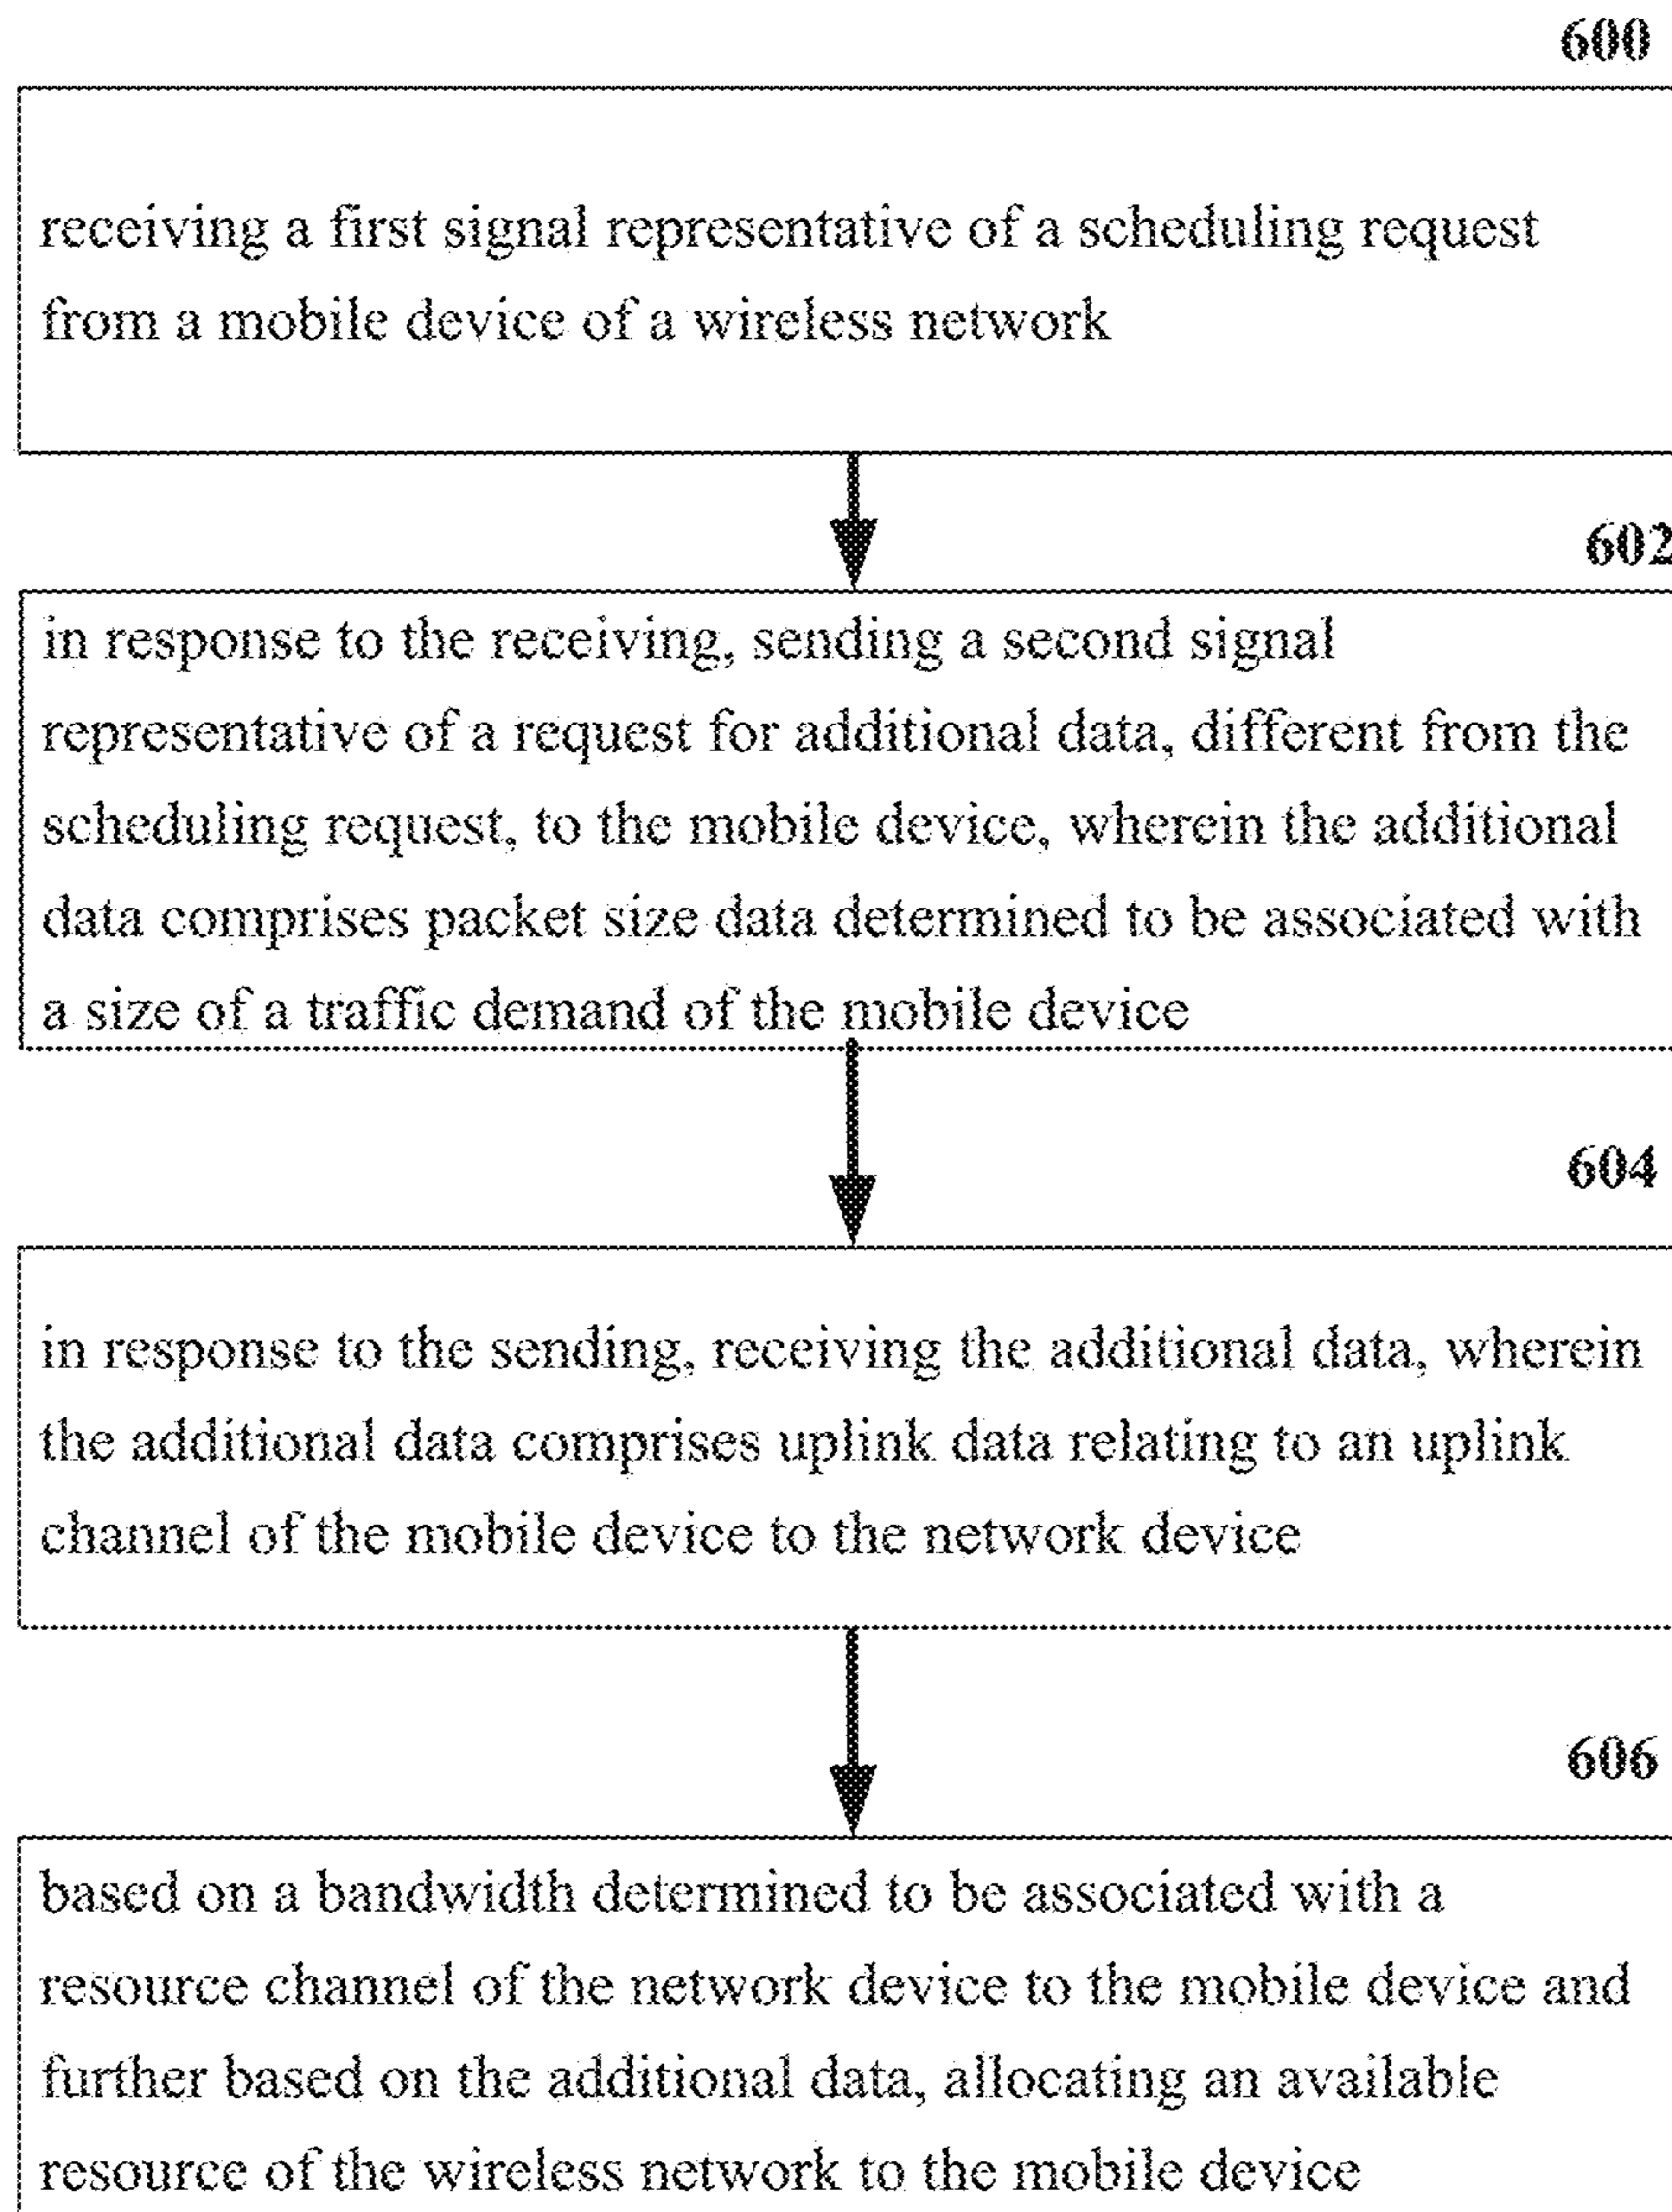 600
receiving a first signal representative of a scheduling request
from a mobile device of a wireless network
602
in response to the receiving, sending a second signal
representative of a request for additional data, different from the
scheduling request, to the mobile device, wherein the additional
data comprises packet size data determined to be associated with
a size of a traffic demand of the mobile device
604
in response to the sending, receiving the additional data, wherein
the additional data comprises uplink data relating to an uplink
channel of the mobile device to the network device
606
based on a bandwidth determined to be associated with a
resource channel of the network device to the mobile device and
further based on the additional data, allocating an available
resource of the wireless network to the mobile device